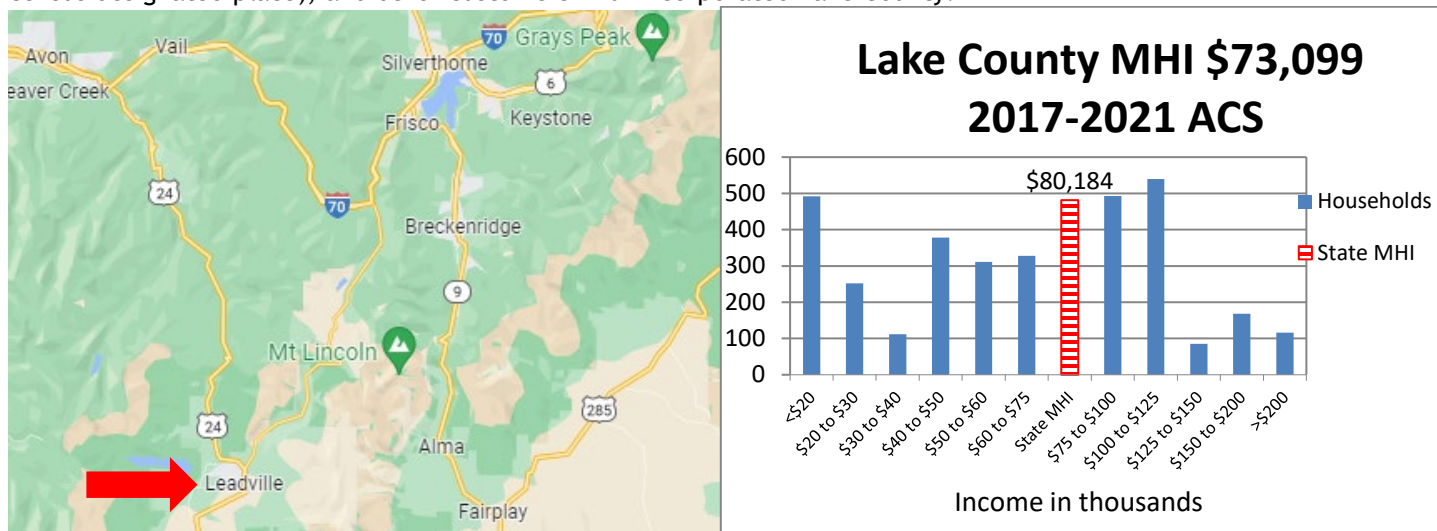 70
Grays Peak
Avon
Vail
Silverthorne
6
eaver Creek
Frisco
Keystone
24
70
Breckenridge
9
Mt Lincoln
285
24
Alma
Leadville
Fairplay
Lake County MHI $73,099
2017-2021 ACS
600
500
400
300
200
100
0
$80,184
Households
State MHI
<$20
$20 to $30
$30 to $40
$40 to $50
$50 to $60
$60 to $75
State MHI
$75 to $100
$100 to $125
$125 to $150
$150 to $200
>$200
Income in thousands